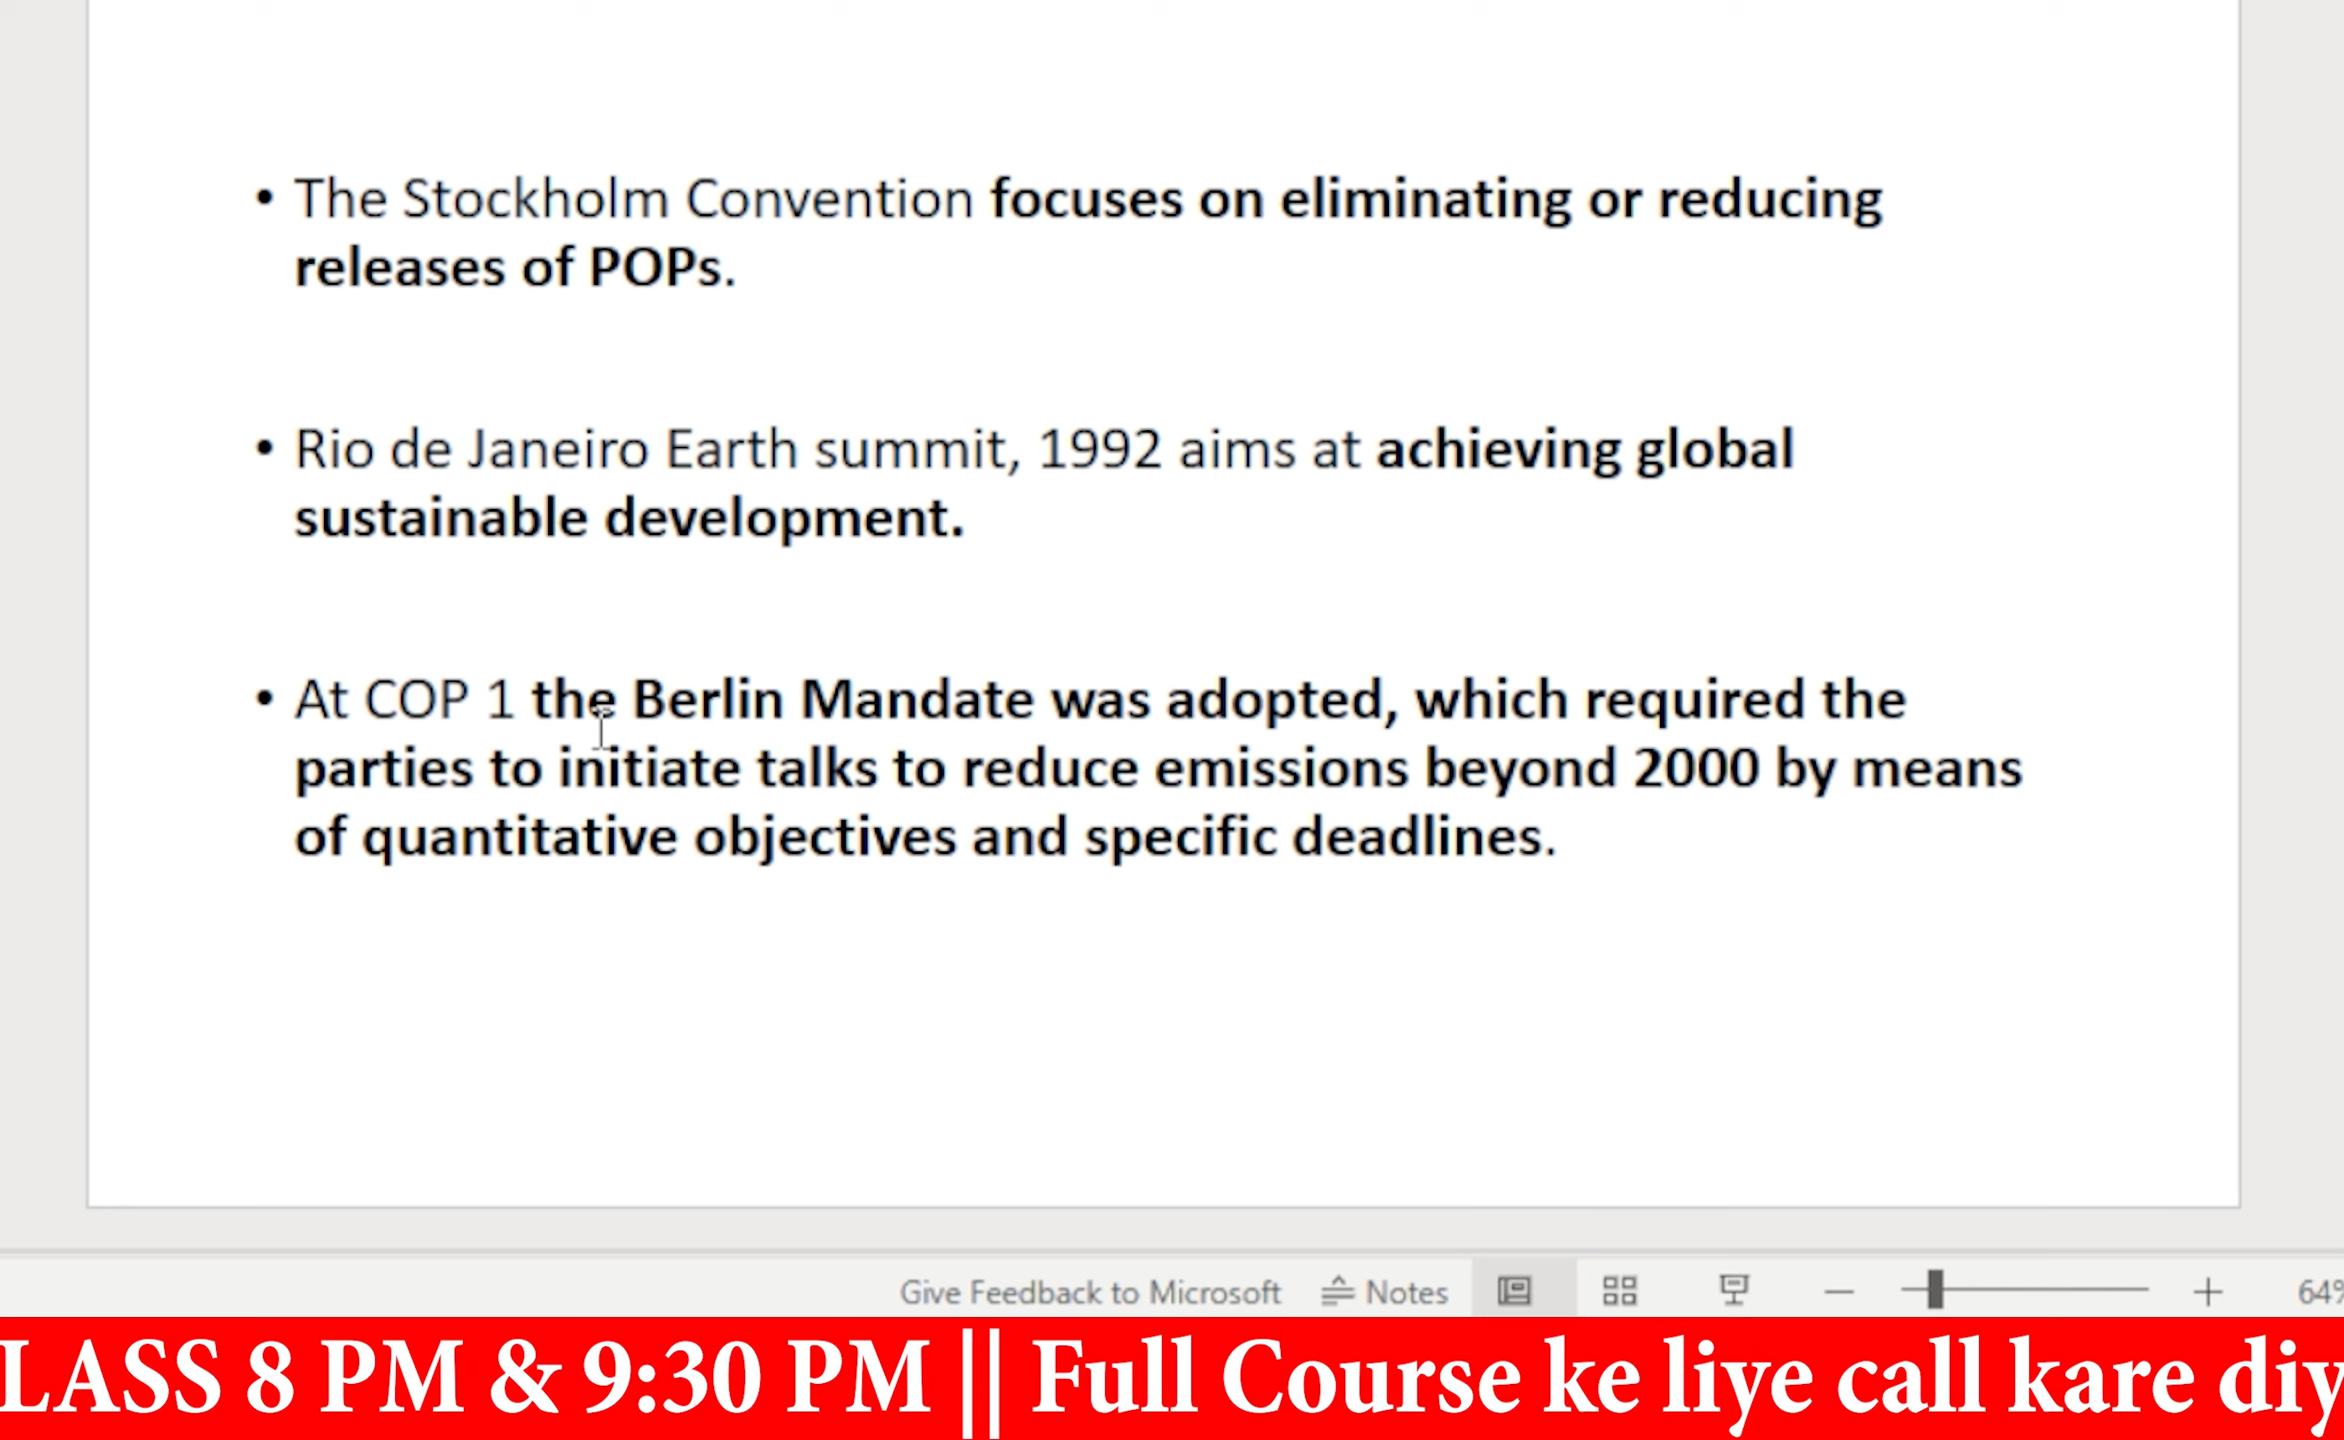 • The Stockholm Convention focuses on eliminating or reducing
releases of POPs.
• Rio de Janeiro Earth summit, 1992 aims at achieving global
sustainable development.
• At COP 1 the Berlin Mandate was adopted, which required the
parties to initiate talks to reduce emissions beyond 2000 by means
of quantitative objectives and specific deadlines.
Give Feedback to Microsoft Notes 64%
LASS 8 PM & 9:30 PM || Full Course ke liye call kare diy